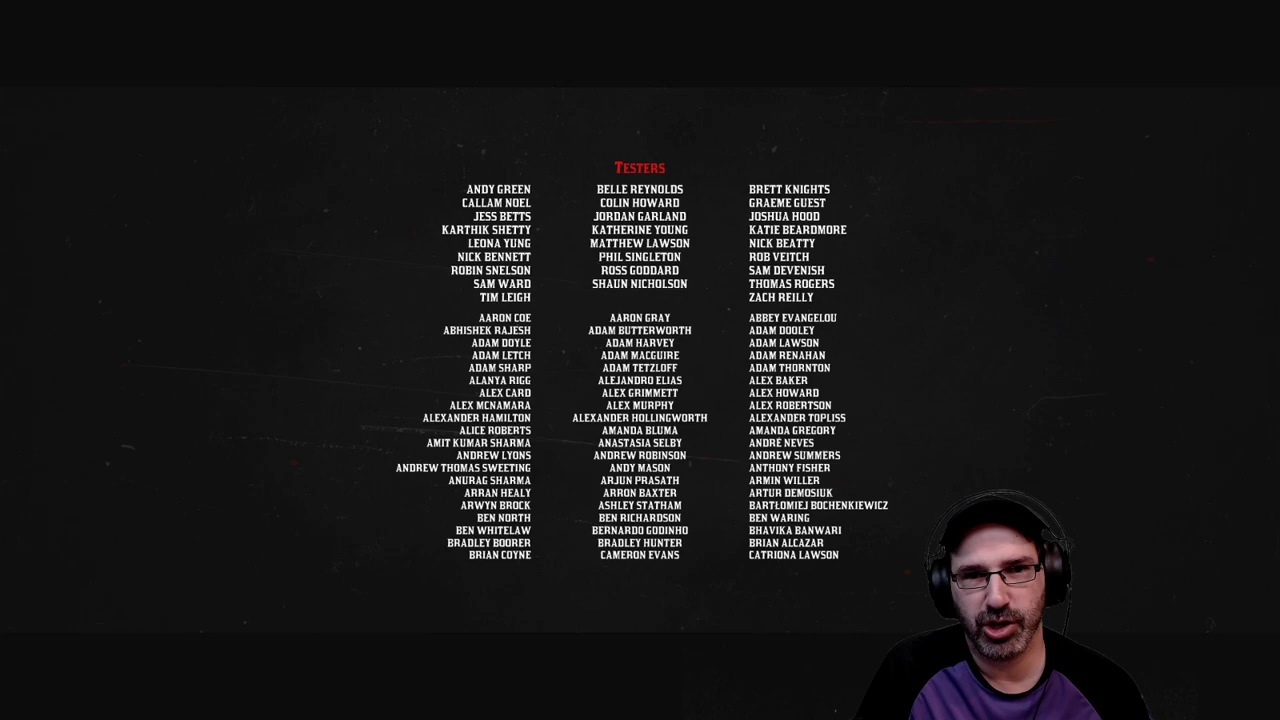 TESTERS
ANDY GREEN BELLE REYNOLDS BRETT KNIGHTS
CALLAM NOEL COLIN HOWARD GRAEME GUEST
JESS BETTS JORDAN GARLAND JOSHUA HOOD
KARTHIK SHETTY KATHERINE YOUNG KATIE BEARDMORE
LEONA YUNG MATTHEW LAWSON NICK BEATTY
NICK BENNETT PHIL SINGLETON ROB VEITCH
ROBIN SNELSON ROSS GODDARD SAM DEVENISH
SAM WARD SHAUN NICHOLSON THOMAS ROGERS
TIM LEIGH ZACH REILLY
AARON COE AARON GRAY ABBEY EVANGELOU
ABHISHEK RAJESH ADAM BUTTERWORTH ADAM DOOLEY
ADAM DOYLE ADAM HARVEY ADAM LAWSON
ADAM LETCH ADAM MACGUIRE ADAM RENAHAN
ADAM SHARP ADAM TETZLOFF ADAM THORNTON
ALANYA RIGG ALEJANDRO ELIAS ALEX BAKER
ALEX CARD ALEX GRIMMETT ALEX HOWARD
ALEX MCNAMARA ALEX MURPHY ALEX ROBERTSON
ALEXANDER HAMILTON ALEXANDER HOLLINGWORTH ALEXANDER TOPLISS
ALICE ROBERTS AMANDA BLUMA AMANDA GREGORY
AMIT KUMAR SHARMA ANASTASIA SELBY ANDRÉ NEVES
ANDREW LYONS ANDREW ROBINSON ANDREW SUMMERS
ANDREW THOMAS SWEETING ANDY MASON ANTHONY FISHER
ANURAG SHARMA ARJUN PRASATH ARMIN WILLER
ARRAN HEALY ARRON BAXTER ARTUR DEMOSIUK
ARWYN BROCK ASHLEY STATHAM BARTŁOMIEJ BOCHENKIEWICZ
BEN NORTH BEN RICHARDSON BEN WARING
BEN WHITELAW BERNARDO GODINHO BHAVIKA BANWARI
BRADLEY BOORER BRADLEY HUNTER BRIAN ALCAZAR
BRIAN COYNE CAMERON EVANS CATRIONA LAWSON